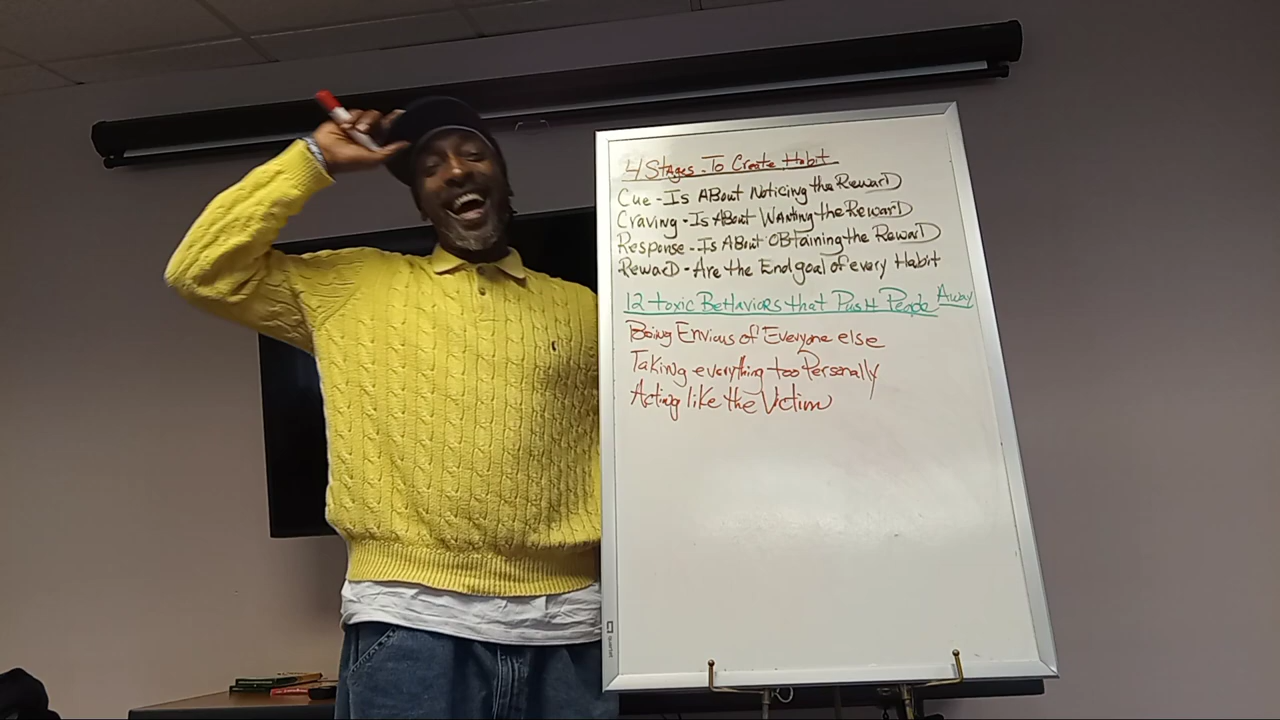 4 Stages - To Create Habit
Cue - Is ABout Noticing the RewarD
Craving - Is ABout Wanting the RewarD
Response - Is ABout OBtaining the RewarD
RewarD - Are the End goal of every Habit
12 toxic BeHaviors that PusH People Away
Being Envious of Everyone else
Taking everything too Personally
Acting like the Victim
quartet